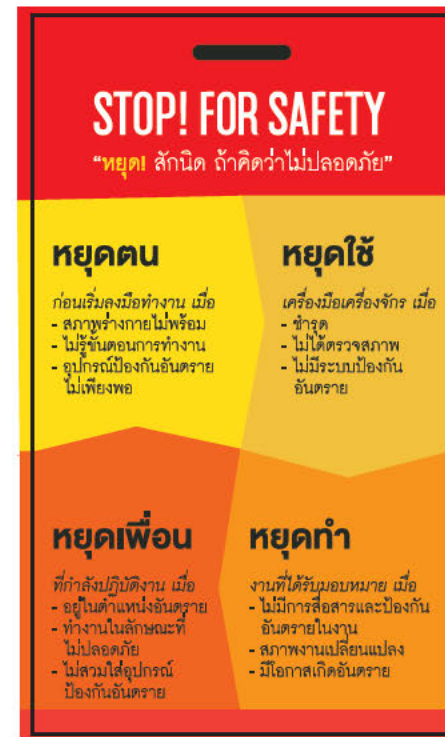 STOP! FOR SAFETY
“หยุด! สักนิด ถ้าคิดว่าไม่ปลอดภัย”
หยุดตน
ก่อนเริ่มลงมือทำงาน เมื่อ
- สภาพร่างกายไม่พร้อม
- ไม่รู้ขั้นตอนการทำงาน
- อุปกรณ์ป้องกันอันตราย
ไม่เพียงพอ
หยุดใช้
เครื่องมือเครื่องจักร เมื่อ
- ชำรุด
- ไม่ได้ตรวจสภาพ
- ไม่มีระบบป้องกัน
อันตราย
หยุดเพื่อน
ที่กำลังปฏิบัติงาน เมื่อ
- อยู่ในตำแหน่งอันตราย
- ทำงานในลักษณะที่
ไม่ปลอดภัย
- ไม่สวมใส่อุปกรณ์
ป้องกันอันตราย
หยุดทำ
งานที่ได้รับมอบหมาย เมื่อ
- ไม่มีการสื่อสารและป้องกัน
อันตรายในงาน
- สภาพงานเปลี่ยนแปลง
- มีโอกาสเกิดอันตราย